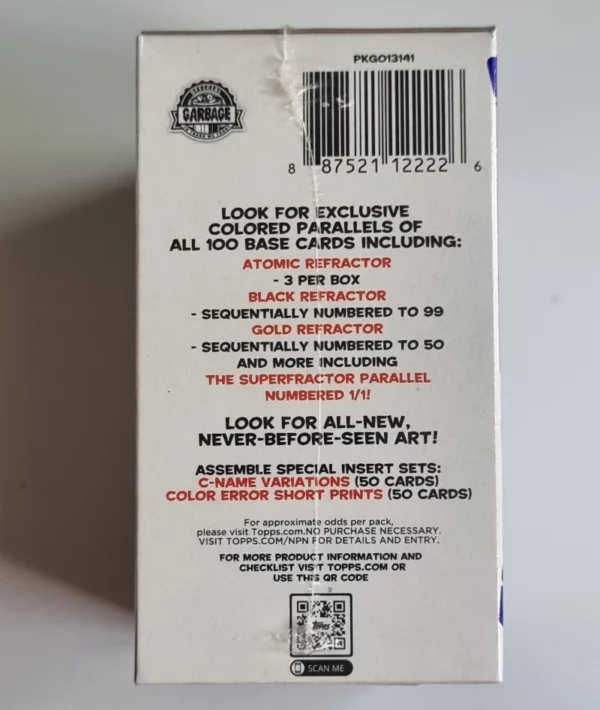 PKGO13141
GARBAGE
8 87521 12222 6
LOOK FOR EXCLUSIVE
COLORED PARALLELS OF
ALL 100 BASE CARDS INCLUDING:
ATOMIC REFRACTOR
- 3 PER BOX
BLACK REFRACTOR
- SEQUENTIALLY NUMBERED TO 99
GOLD REFRACTOR
- SEQUENTIALLY NUMBERED TO 50
AND MORE INCLUDING
THE SUPERFRACTOR PARALLEL
NUMBERED 1/1!
LOOK FOR ALL-NEW,
NEVER-BEFORE-SEEN ART!
ASSEMBLE SPECIAL INSERT SETS:
C-NAME VARIATIONS (50 CARDS)
COLOR ERROR SHORT PRINTS (50 CARDS)
For approximate odds per pack,
please visit Topps.com.NO PURCHASE NECESSARY.
VISIT TOPPS.COM/NPN FOR DETAILS AND ENTRY.
FOR MORE PRODUCT INFORMATION AND
CHECKLIST VISIT TOPPS.COM OR
USE THIS QR CODE
Topps
SCAN ME